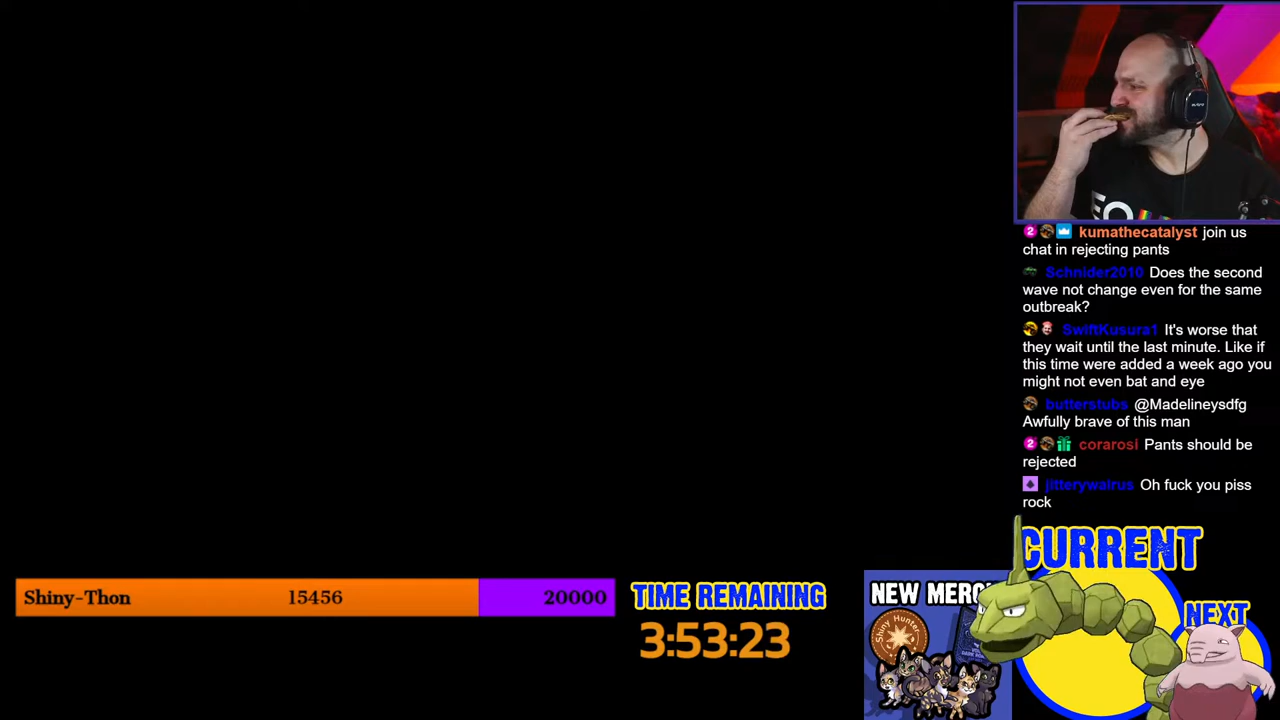 kumathecatalyst join us
chat in rejecting pants
Schnider2010 Does the second
wave not change even for the same
outbreak?
SwiftKusura1 It's worse that
they wait until the last minute. Like if
this time were added a week ago you
might not even bat and eye
butterstubs @Madelineysdfg
Awfully brave of this man
corarosi Pants should be
rejected
jitterywalrus Oh fuck you piss
rock
CURRENT
NEXT
NEW MERC
Shiny Hunter
Shiny-Thon 15456 20000
TIME REMAINING
3:53:23